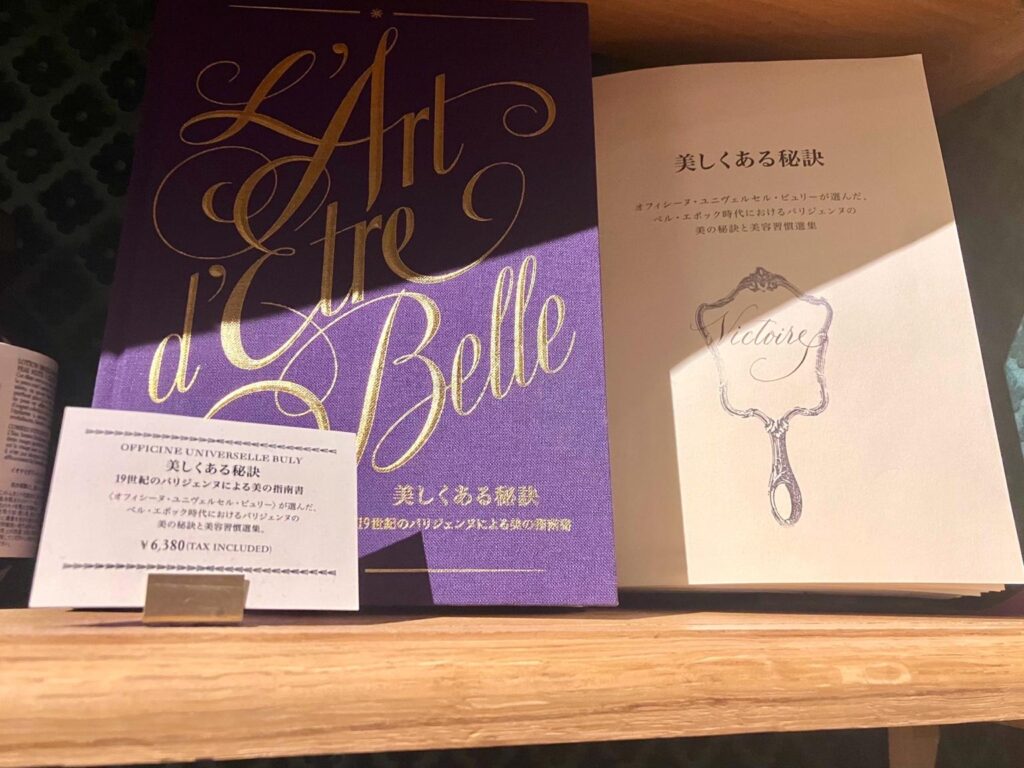 L'Art
d'Etre
Belle
美しくある秘訣
19世紀のパリジェンヌによる美の指南書
OFFICINE UNIVERSELLE BULY
美しくある秘訣
19世紀のパリジェンヌによる美の指南書
〈オフィシーヌ・ユニヴェルセル・ビュリー〉が選んだ、
ベル・エポック時代におけるパリジェンヌの
美の秘訣と美容習慣選集。
¥6,380(TAX INCLUDED)
美しくある秘訣
オフィシーヌ・ユニヴェルセル・ビュリーが選んだ、
ベル・エポック時代におけるパリジェンヌの
美の秘訣と美容習慣選集
Victoire